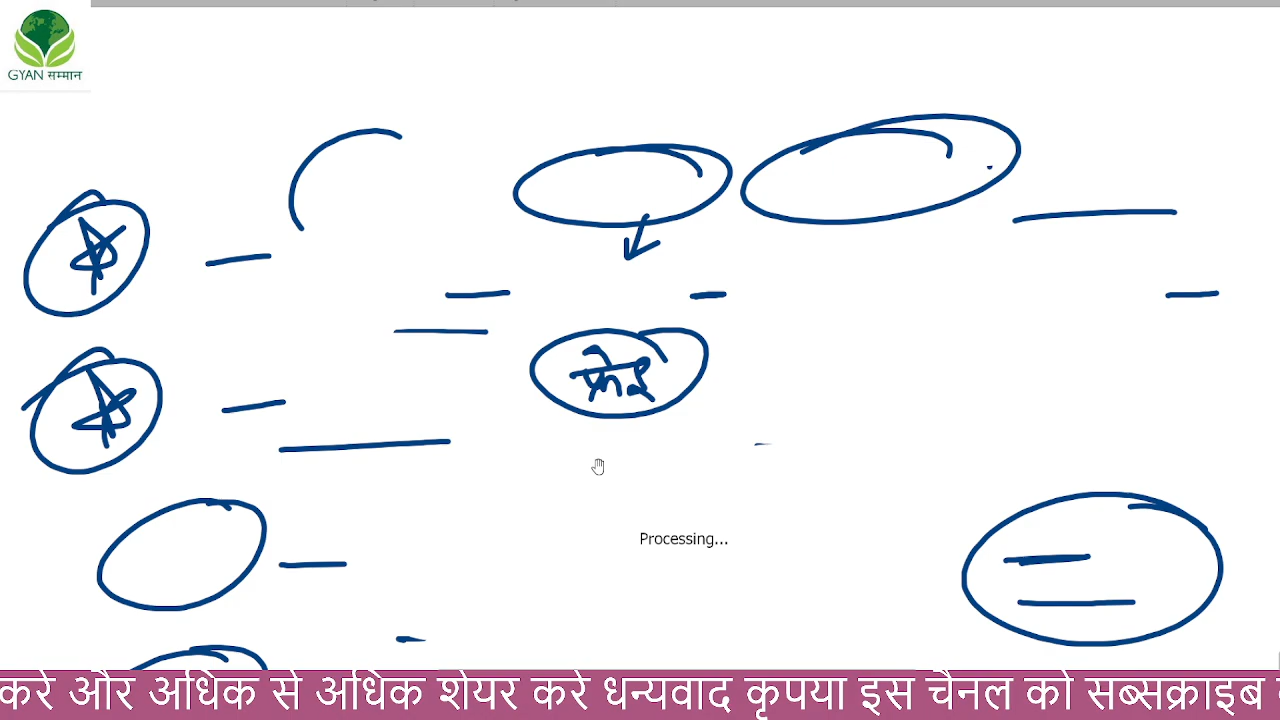 GYAN सम्मान
Processing...
करे और अधिक से अधिक शेयर करे धन्यवाद कृपया इस चैनल को सब्सक्राइब